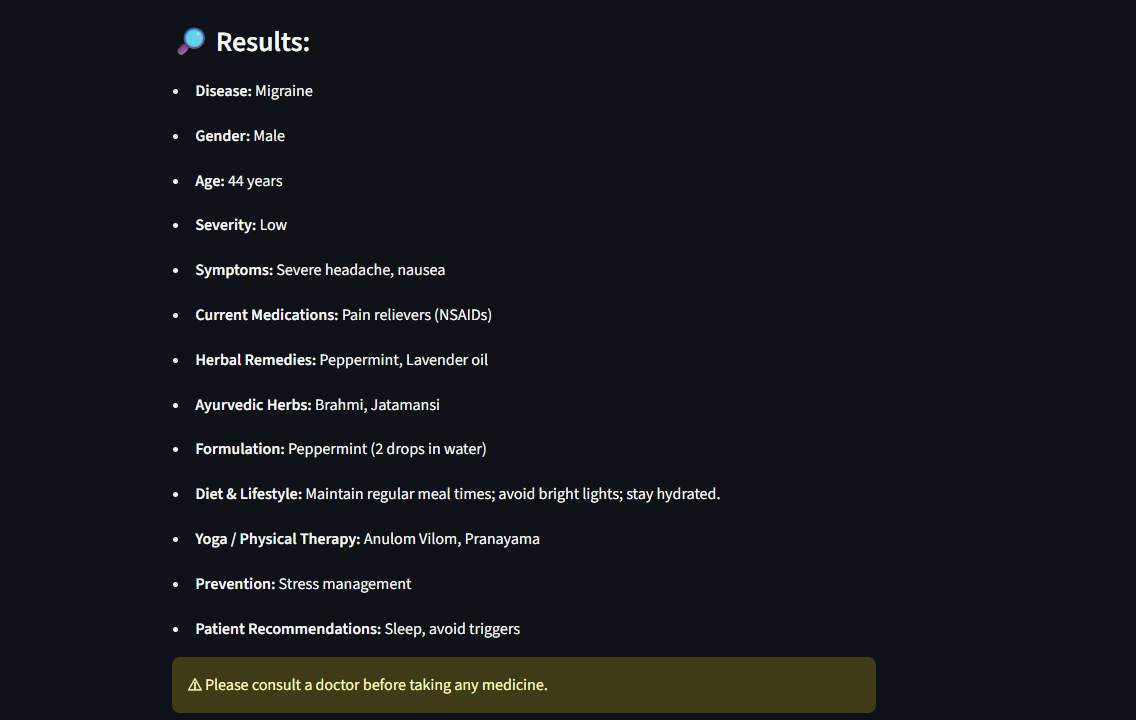 🔎 Results:
• Disease: Migraine
• Gender: Male
• Age: 44 years
• Severity: Low
• Symptoms: Severe headache, nausea
• Current Medications: Pain relievers (NSAIDs)
• Herbal Remedies: Peppermint, Lavender oil
• Ayurvedic Herbs: Brahmi, Jatamansi
• Formulation: Peppermint (2 drops in water)
• Diet & Lifestyle: Maintain regular meal times; avoid bright lights; stay hydrated.
• Yoga / Physical Therapy: Anulom Vilom, Pranayama
• Prevention: Stress management
• Patient Recommendations: Sleep, avoid triggers
⚠ Please consult a doctor before taking any medicine.